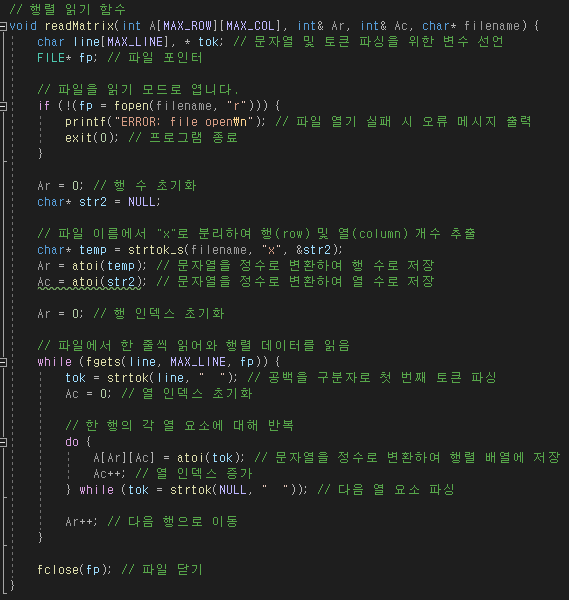 // 행렬 읽기 함수
void readMatrix(int A[MAX_ROW][MAX_COL], int& Ar, int& Ac, char* filename) {
char line[MAX_LINE], * tok; // 문자열 및 토큰 파싱을 위한 변수 선언
FILE* fp; // 파일 포인터
// 파일을 읽기 모드로 엽니다.
if (!(fp = fopen(filename, "r"))) {
printf("ERROR: file open₩n"); // 파일 열기 실패 시 오류 메시지 출력
exit(0); // 프로그램 종료
}
Ar = 0; // 행 수 초기화
char* str2 = NULL;
// 파일 이름에서 "x"로 분리하여 행(row) 및 열(column) 개수 추출
char* temp = strtok_s(filename, "x", &str2);
Ar = atoi(temp); // 문자열을 정수로 변환하여 행 수로 저장
Ac = atoi(str2); // 문자열을 정수로 변환하여 열 수로 저장
Ar = 0; // 행 인덱스 초기화
// 파일에서 한 줄씩 읽어와 행렬 데이터를 읽음
while (fgets(line, MAX_LINE, fp)) {
tok = strtok(line, "  "); // 공백을 구분자로 첫 번째 토큰 파싱
Ac = 0; // 열 인덱스 초기화
// 한 행의 각 열 요소에 대해 반복
do {
A[Ar][Ac] = atoi(tok); // 문자열을 정수로 변환하여 행렬 배열에 저장
Ac++; // 열 인덱스 증가
} while (tok = strtok(NULL, "  ")); // 다음 열 요소 파싱
Ar++; // 다음 행으로 이동
}
fclose(fp); // 파일 닫기
}